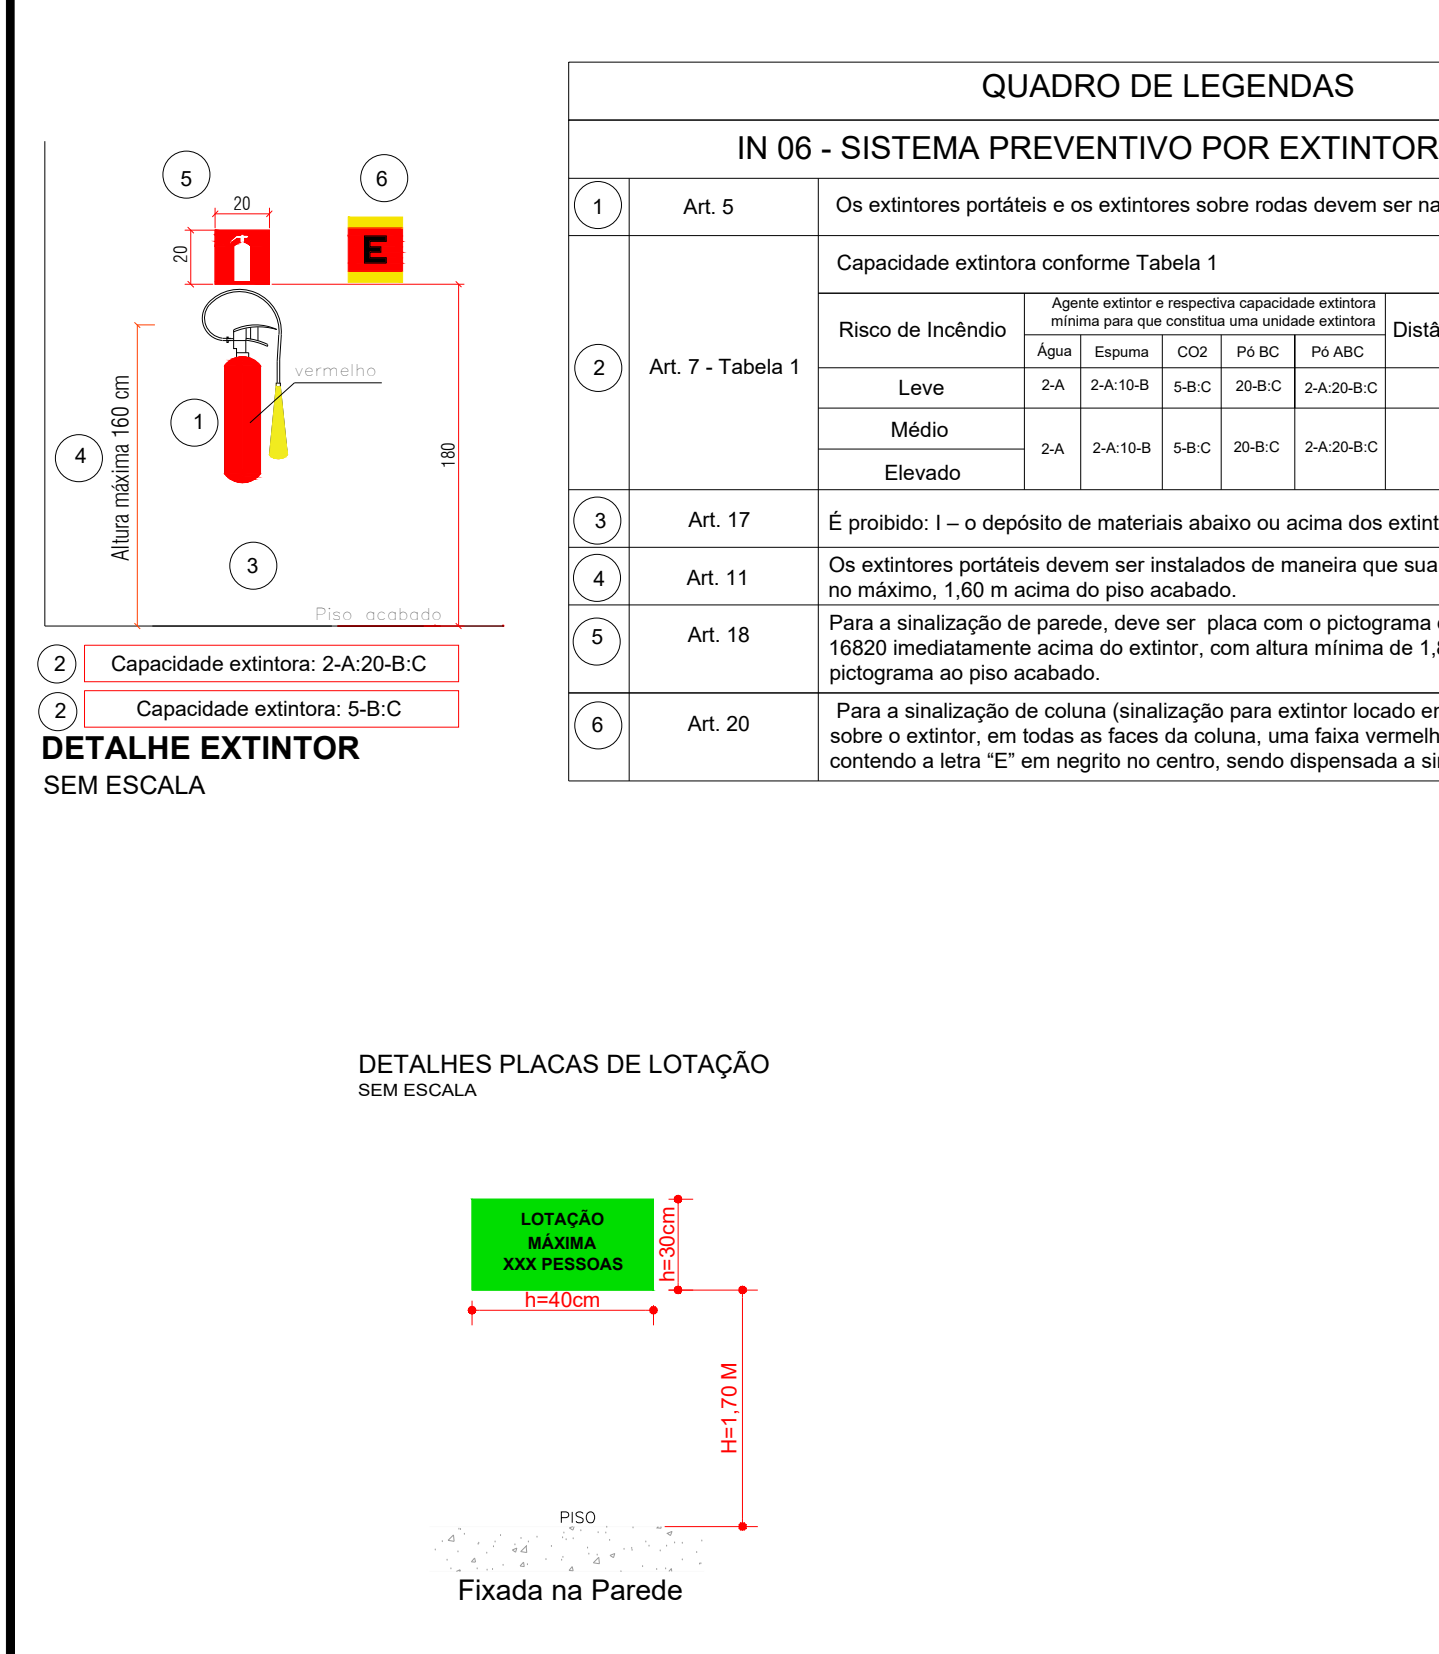 5
6
20
20
vermelho
1
4
Altura máxima 160 cm
180
3
Piso acabado
2
Capacidade extintora: 2-A:20-B:C
2
Capacidade extintora: 5-B:C
DETALHE EXTINTOR
SEM ESCALA
QUADRO DE LEGENDAS
IN 06 - SISTEMA PREVENTIVO POR EXTINTOR
1
Art. 5
Os extintores portáteis e os extintores sobre rodas devem ser na
2
Art. 7 - Tabela 1
Capacidade extintora conforme Tabela 1
Risco de Incêndio
Agente extintor e respectiva capacidade extintora
mínima para que constitua uma unidade extintora
Distâ
Água Espuma CO2 Pó BC Pó ABC
Leve 2-A 2-A:10-B 5-B:C 20-B:C 2-A:20-B:C
Médio
2-A 2-A:10-B 5-B:C 20-B:C 2-A:20-B:C
Elevado
3
Art. 17
É proibido: I – o depósito de materiais abaixo ou acima dos extint
4
Art. 11
Os extintores portáteis devem ser instalados de maneira que sua
no máximo, 1,60 m acima do piso acabado.
5
Art. 18
Para a sinalização de parede, deve ser placa com o pictograma
16820 imediatamente acima do extintor, com altura mínima de 1,8
pictograma ao piso acabado.
6
Art. 20
Para a sinalização de coluna (sinalização para extintor locado em
sobre o extintor, em todas as faces da coluna, uma faixa vermelh
contendo a letra “E” em negrito no centro, sendo dispensada a si
E
DETALHES PLACAS DE LOTAÇÃO
SEM ESCALA
LOTAÇÃO
MÁXIMA
XXX PESSOAS
h=30cm
h=40cm
H=1,70 M
PISO
Fixada na Parede